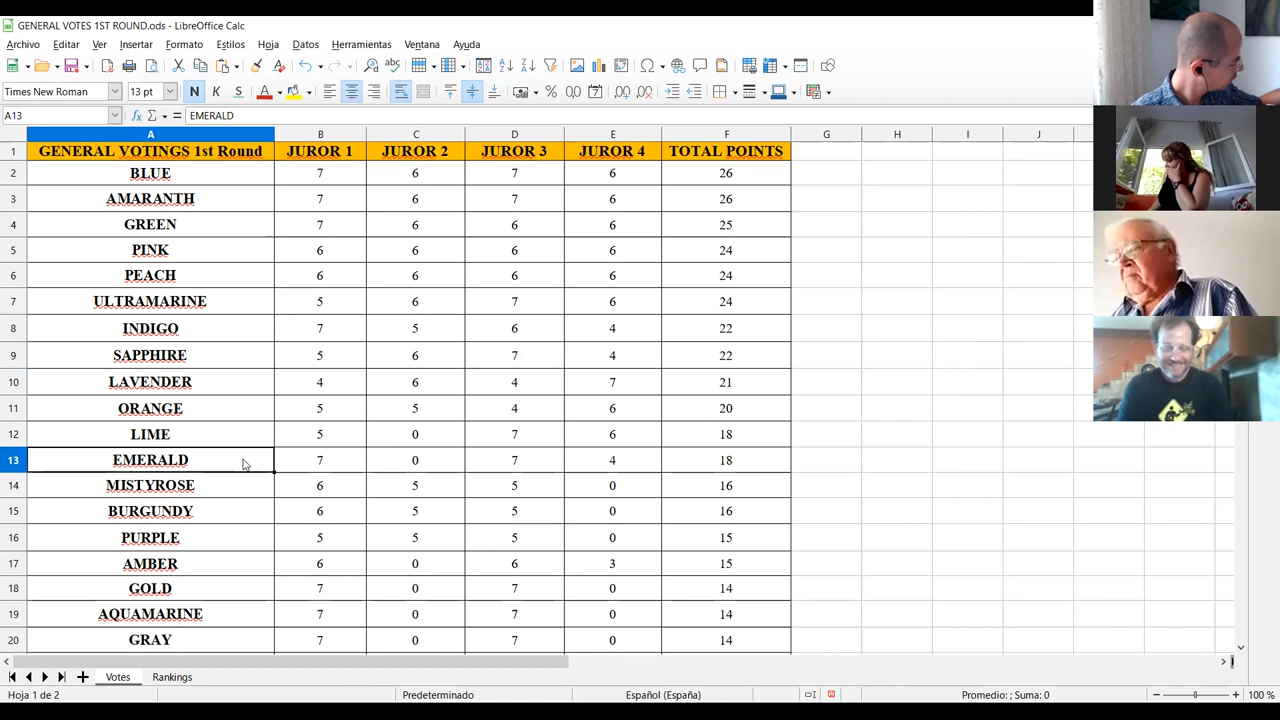 GENERAL VOTES 1ST ROUND.ods - LibreOffice Calc
Archivo Editar Ver Insertar Formato Estilos Hoja Datos Herramientas Ventana Ayuda
Times New Roman 13 pt N K S
A13 EMERALD
A B C D E F G H I J
1 GENERAL VOTINGS 1st Round JUROR 1 JUROR 2 JUROR 3 JUROR 4 TOTAL POINTS
2 BLUE 7 6 7 6 26
3 AMARANTH 7 6 7 6 26
4 GREEN 7 6 6 6 25
5 PINK 6 6 6 6 24
6 PEACH 6 6 6 6 24
7 ULTRAMARINE 5 6 7 6 24
8 INDIGO 7 5 6 4 22
9 SAPPHIRE 5 6 7 4 22
10 LAVENDER 4 6 4 7 21
11 ORANGE 5 5 4 6 20
12 LIME 5 0 7 6 18
13 EMERALD 7 0 7 4 18
14 MISTYROSE 6 5 5 0 16
15 BURGUNDY 6 5 5 0 16
16 PURPLE 5 5 5 0 15
17 AMBER 6 0 6 3 15
18 GOLD 7 0 7 0 14
19 AQUAMARINE 7 0 7 0 14
20 GRAY 7 0 7 0 14
Votes Rankings
Hoja 1 de 2 Predeterminado Español (España) Promedio: ; Suma: 0 100 %